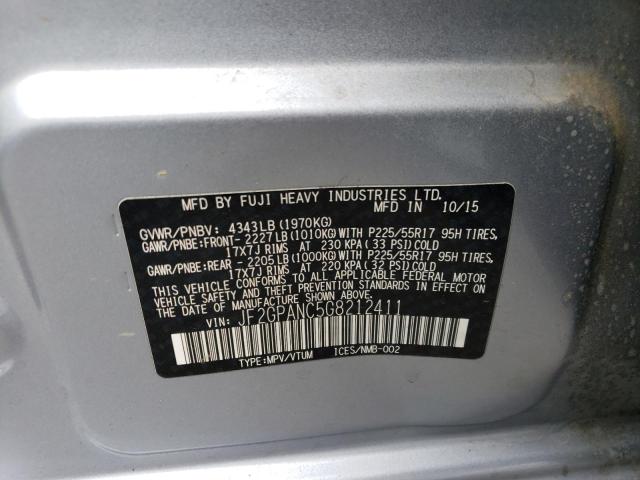 MFD BY FUJI HEAVY INDUSTRIES LTD.
MADE IN JAPAN 10/15
GVWR/PNBV: 4343LB (1970KG)
GAWR/PNBE:FRONT- 2227LB (1010KG) WITH P225/55R17 95H TIRES,
17X7J RIMS AT 230 KPA (33 PSI) COLD
GAWR/PNBE:REAR - 2205LB (1000KG) WITH P225/55R17 95H TIRES,
17X7J RIMS AT 220 KPA (32 PSI) COLD
THIS VEHICLE CONFORMS TO ALL APPLICABLE FEDERAL MOTOR
VEHICLE SAFETY AND THEFT PREVENTION STANDARDS IN EFFECT ON
THE DATE OF MANUFACTURE SHOWN ABOVE.
VIN: JF2GPANC5G8212411
TYPE:MPV/VTUM ICES/NMB-002